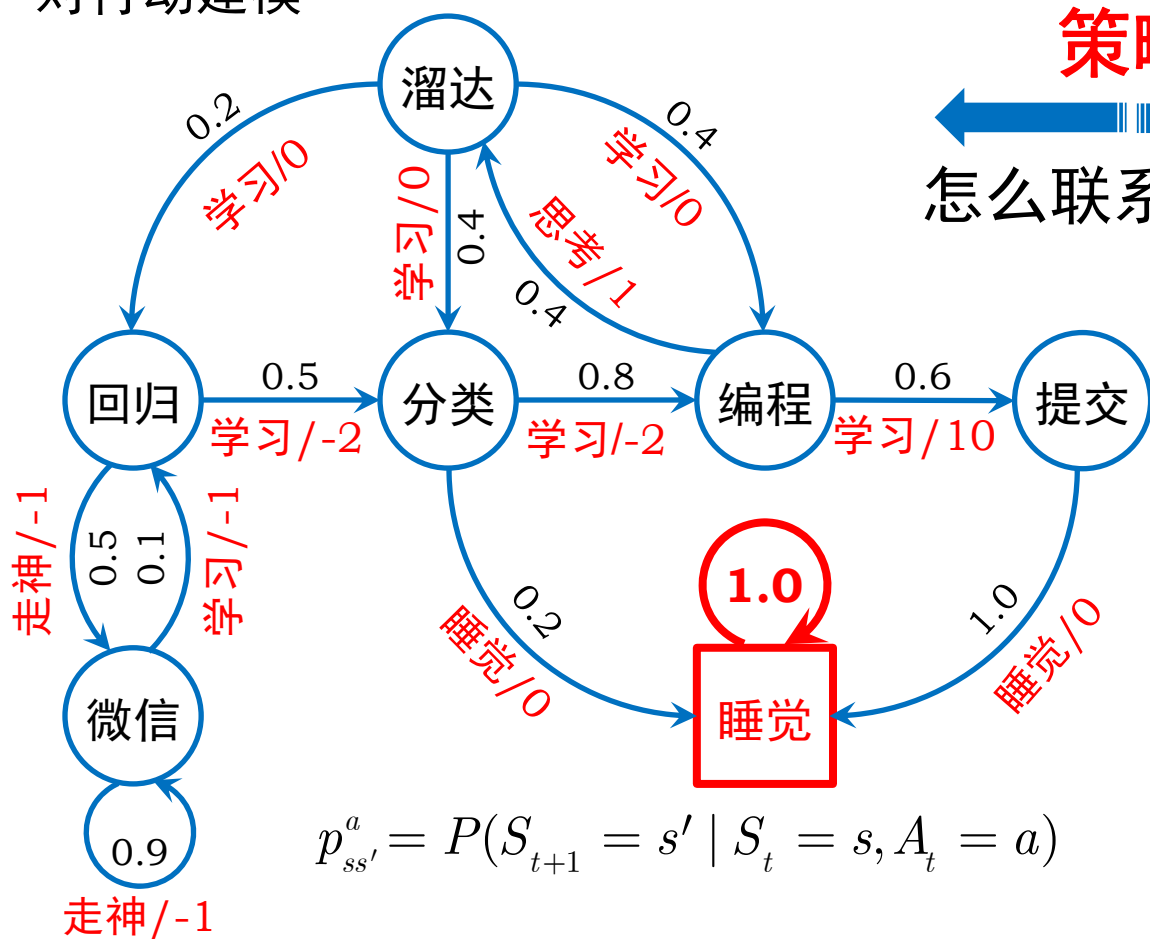 对行动建模
策略
怎么联系
溜达
0.2
学习/0
学习/0
0.4
思考/1
0.4
0.4
学习/0
回归
0.5
学习/-2
分类
0.8
学习/-2
编程
0.6
学习/10
提交
走神/-1
0.5
0.1
学习/-1
0.2
睡觉/0
1.0
1.0
睡觉/0
微信
睡觉
0.9
走神/-1
p^a_{ss'} = P(S_{t+1} = s' | S_t = s, A_t = a)